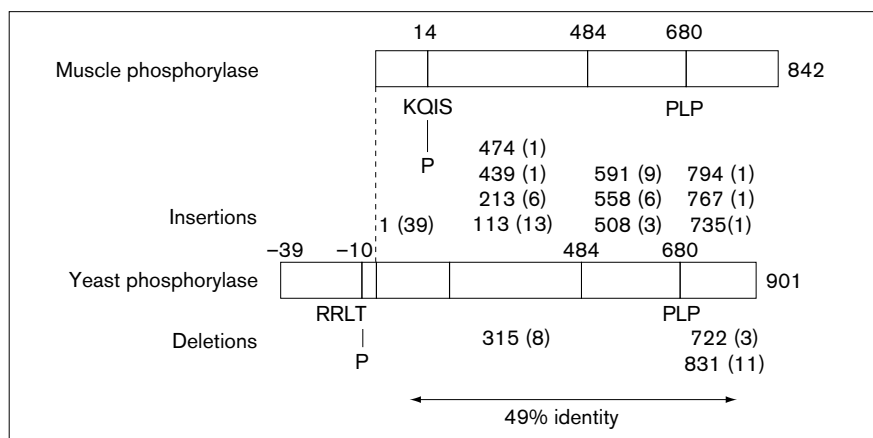 14 484 680
Muscle phosphorylase 842
KQIS PLP
P
474 (1)
439 (1) 591 (9) 794 (1)
213 (6) 558 (6) 767 (1)
Insertions 1 (39) 113 (13) 508 (3) 735(1)
–39 –10 484 680
Yeast phosphorylase 901
RRLT PLP
Deletions 315 (8) 722 (3)
P 831 (11)
49% identity